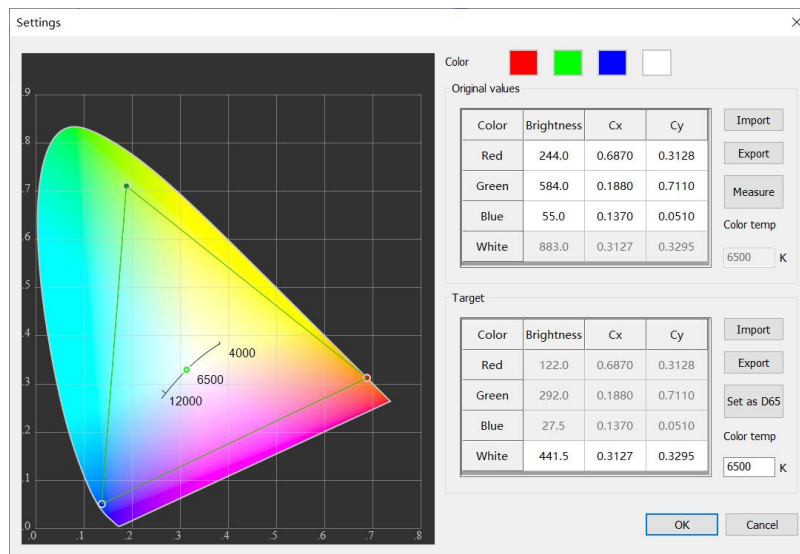 Settings
Color
Original values
Color Brightness Cx Cy
Red 244.0 0.6870 0.3128
Green 584.0 0.1880 0.7110
Blue 55.0 0.1370 0.0510
White 883.0 0.3127 0.3295
Import
Export
Measure
Color temp
6500 K
Target
Color Brightness Cx Cy
Red 122.0 0.6870 0.3128
Green 292.0 0.1880 0.7110
Blue 27.5 0.1370 0.0510
White 441.5 0.3127 0.3295
Import
Export
Set as D65
Color temp
6500 K
.9
.8
.7
.6
.5
.4
.3
.2
.1
.0
.0 .1 .2 .3 .4 .5 .6 .7 .8
4000
6500
12000
OK Cancel